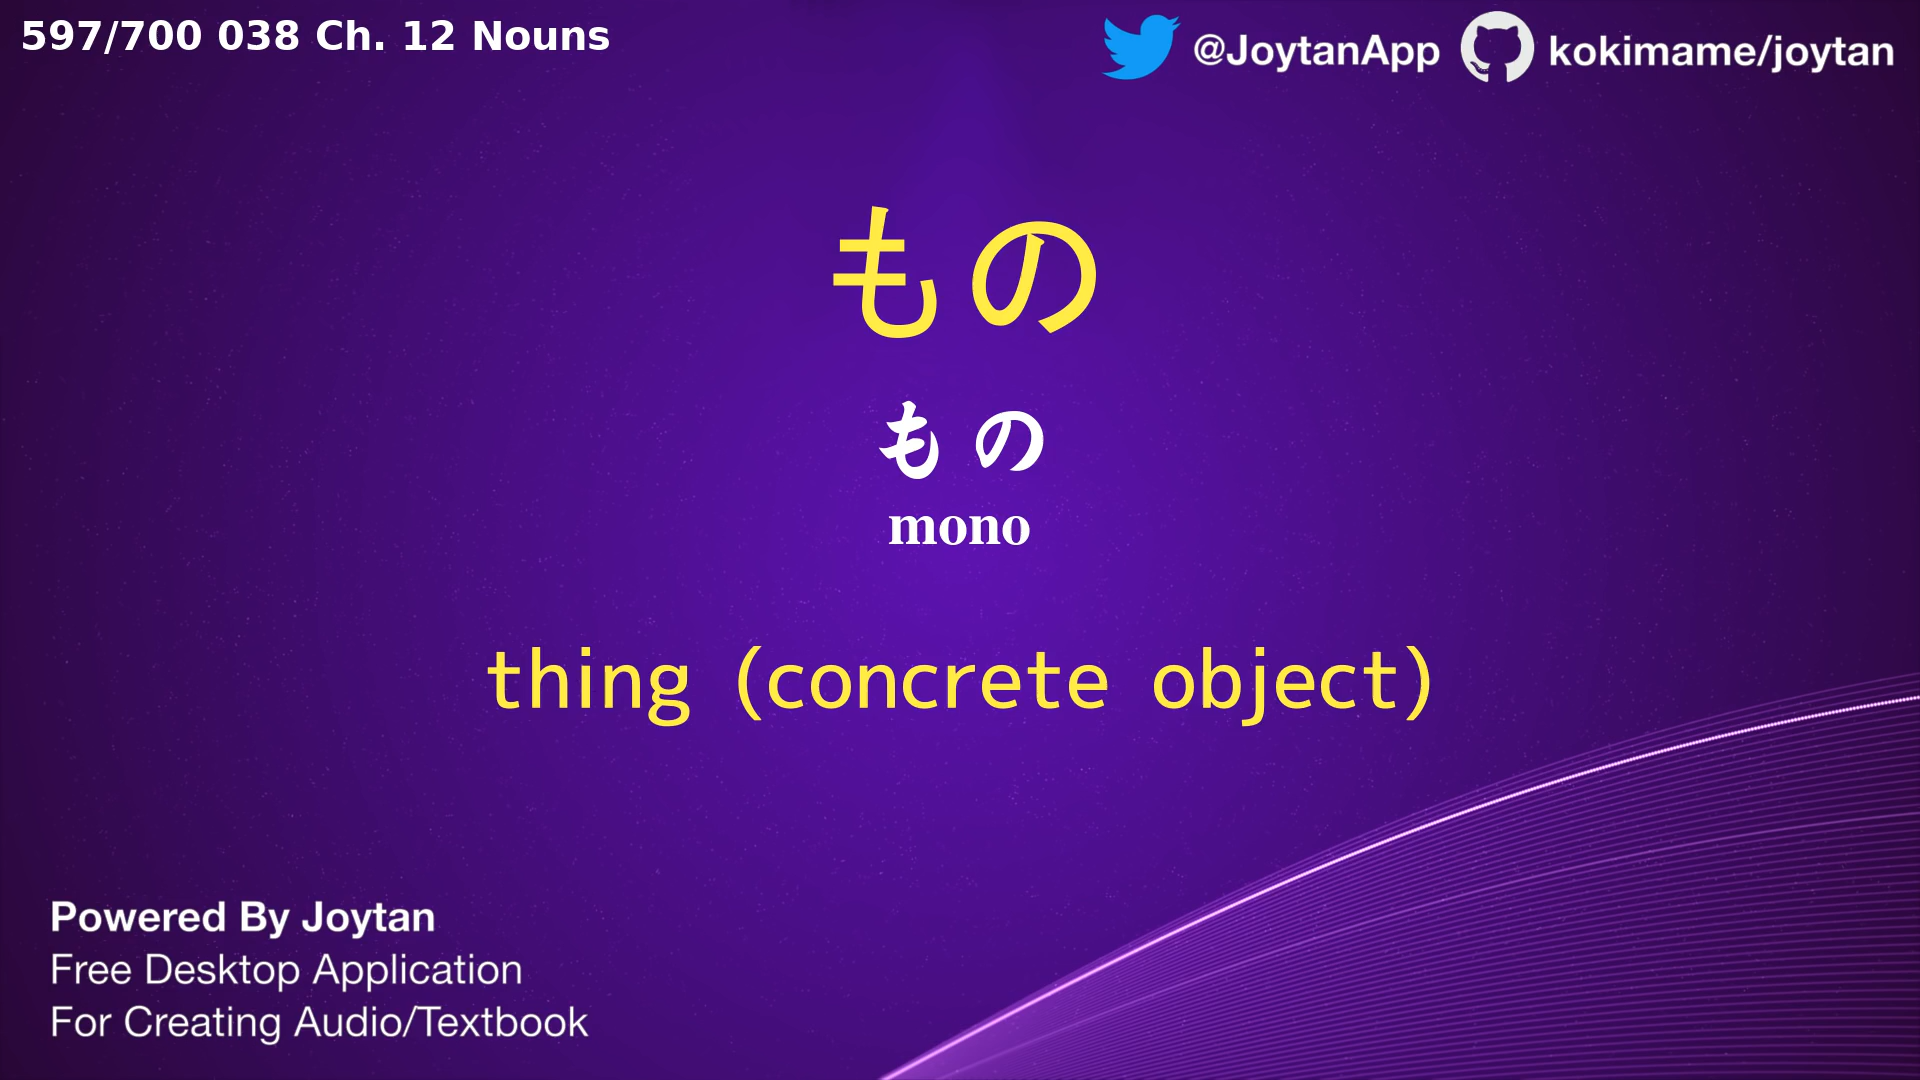 597/700 038 Ch. 12 Nouns
@JoytanApp
kokimame/joytan
もの
もの
mono
thing (concrete object)
Powered By Joytan
Free Desktop Application
For Creating Audio/Textbook